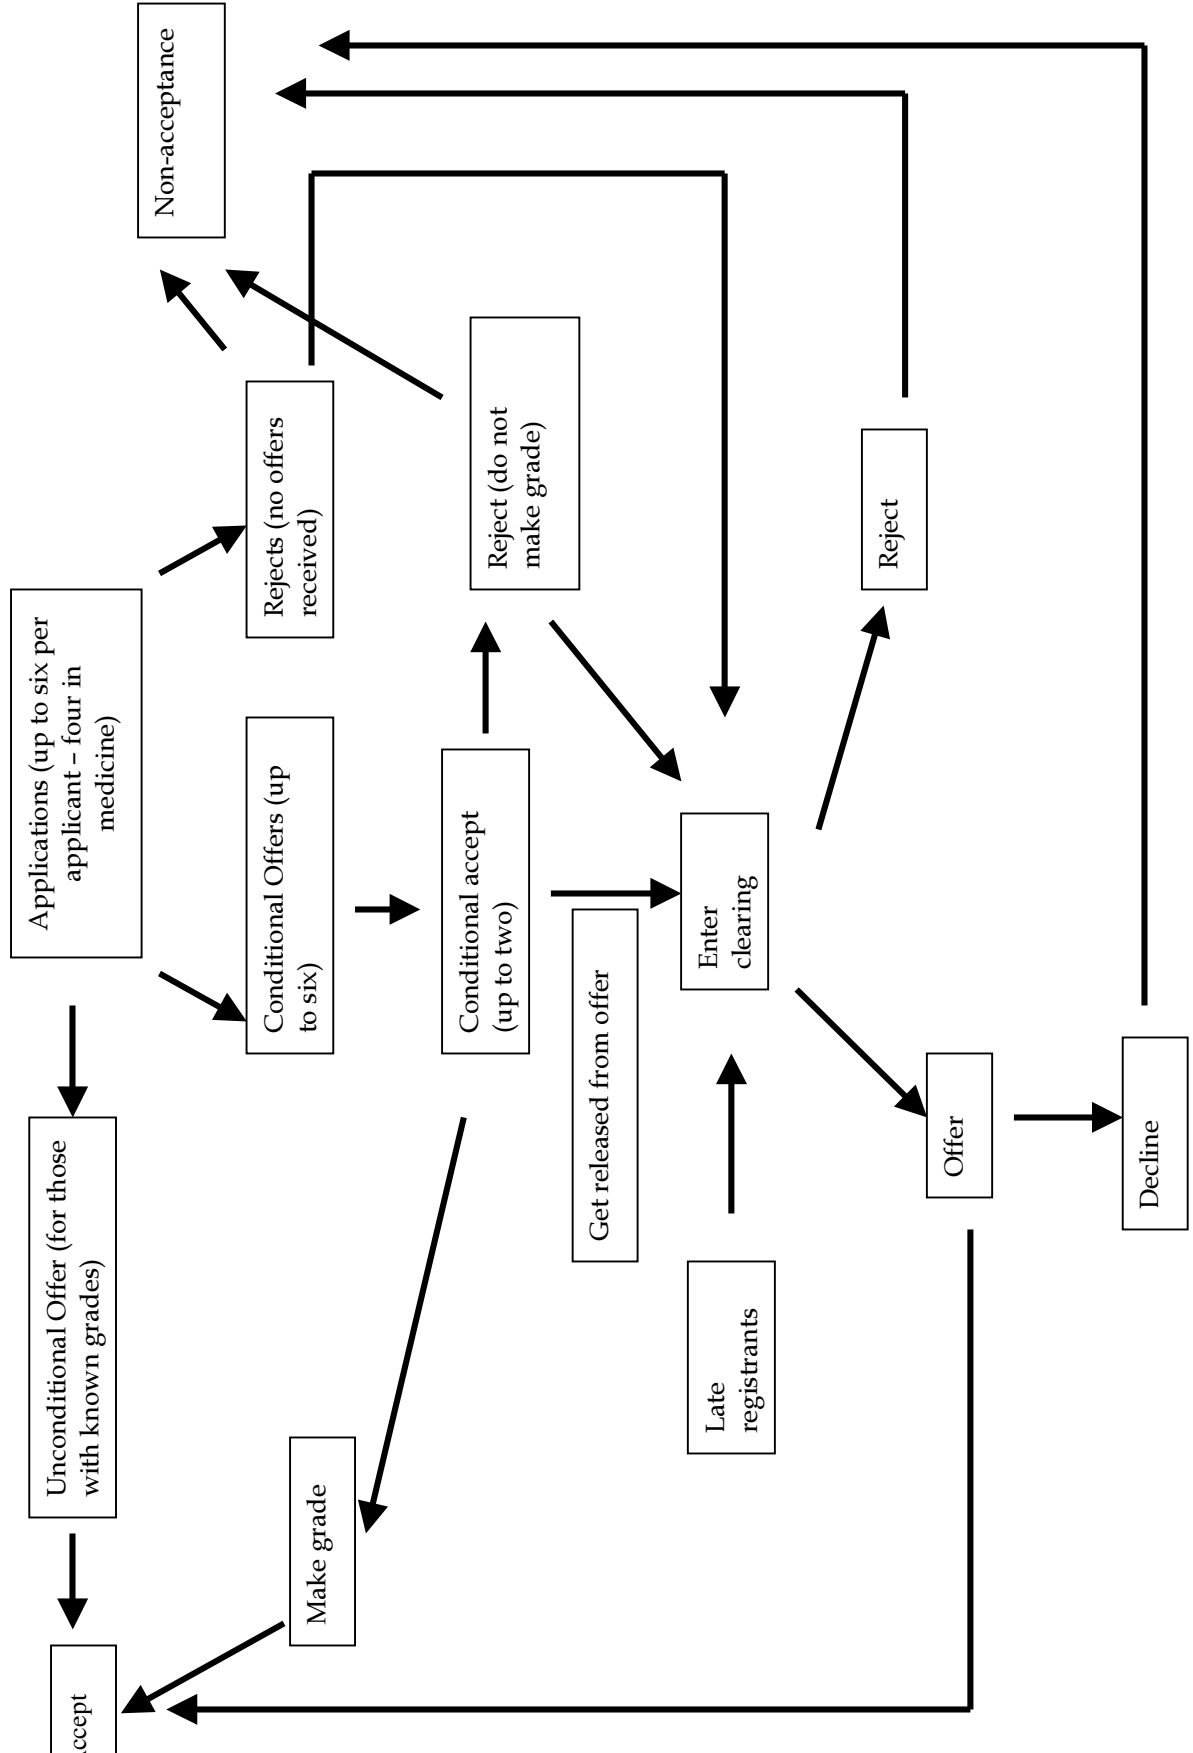 ccept
Unconditional Offer (for those
with known grades)
Applications (up to six per
applicant – four in
medicine)
Non-acceptance
Conditional Offers (up
to six)
Rejects (no offers
received)
Make grade
Conditional accept
(up to two)
Reject (do not
make grade)
Get released from offer
Late
registrants
Enter
clearing
Reject
Offer
Decline